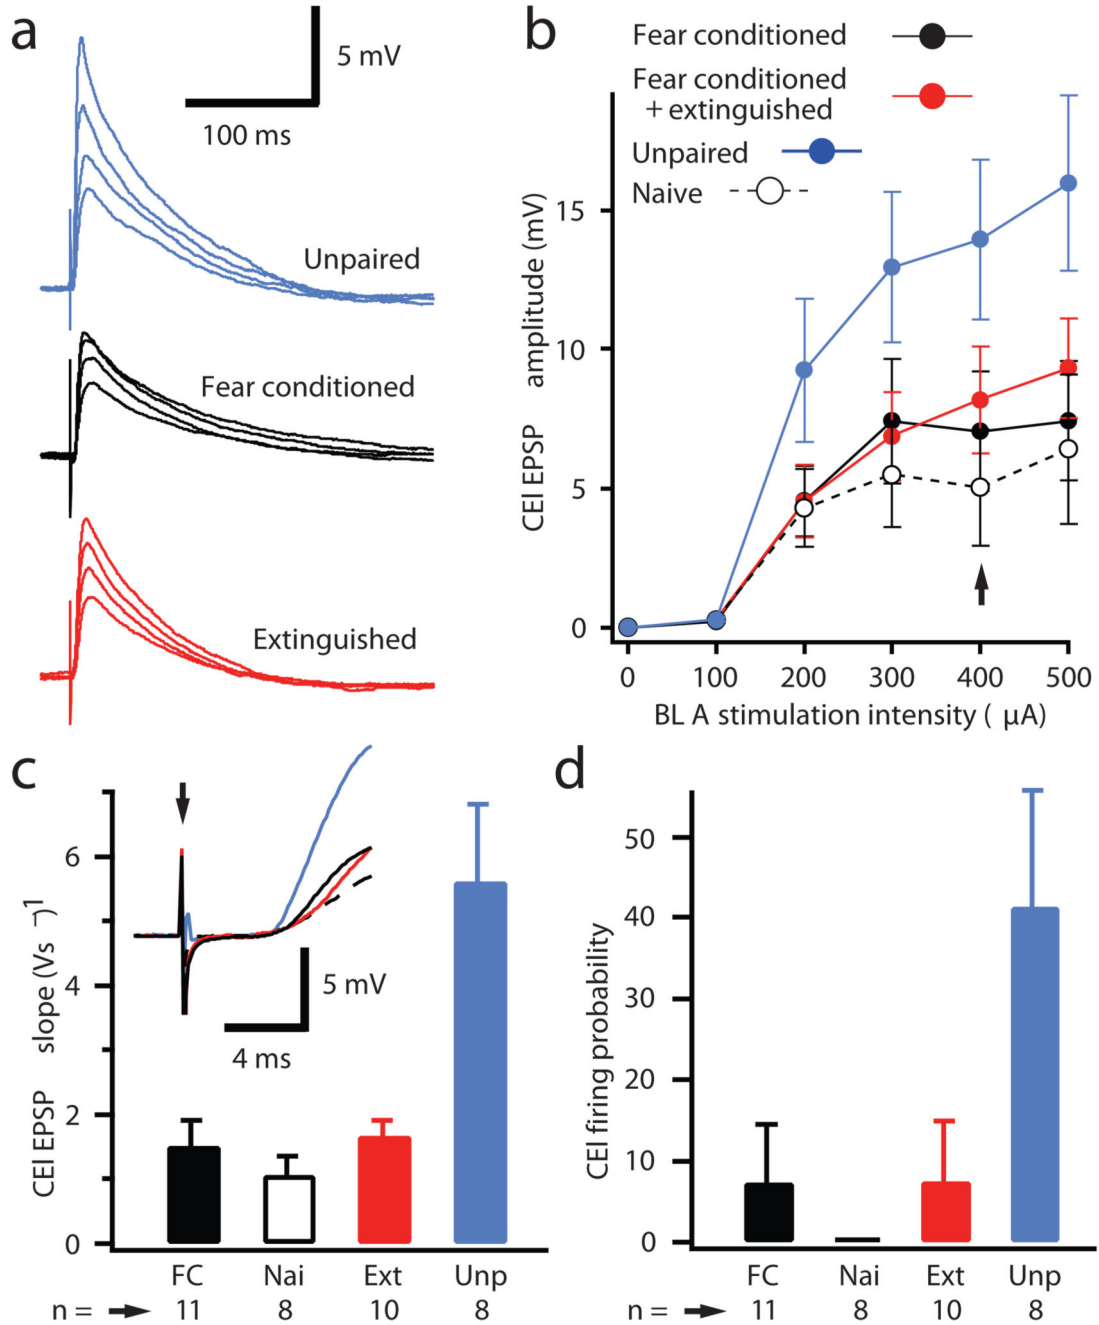 a
5 mV
100 ms
Unpaired
Fear conditioned
Extinguished
b
Fear conditioned
Fear conditioned
+ extinguished
Unpaired
Naive
CEl EPSP amplitude (mV)
15
10
5
0
0 100 200 300 400 500
BL A stimulation intensity ( μA)
c
CEl EPSP slope (Vs ⁻)1
6
4
2
0
5 mV
4 ms
FC Nai Ext Unp
n = 11 8 10 8
d
CEl firing probability
50
40
30
20
10
0
FC Nai Ext Unp
n = 11 8 10 8